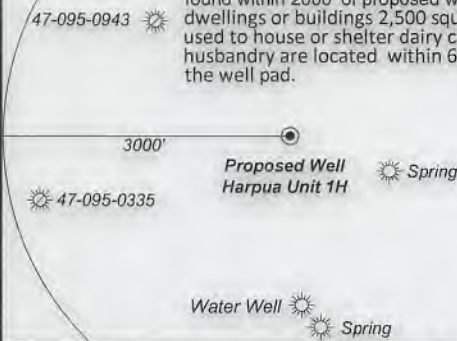 found within 2000' of proposed w
dwellings or buildings 2,500 squ
used to house or shelter dairy c
husbandry are located within 6
the well pad.
47-095-0943
3000'
Proposed Well
Harpua Unit 1H
Spring
47-095-0335
Water Well
Spring